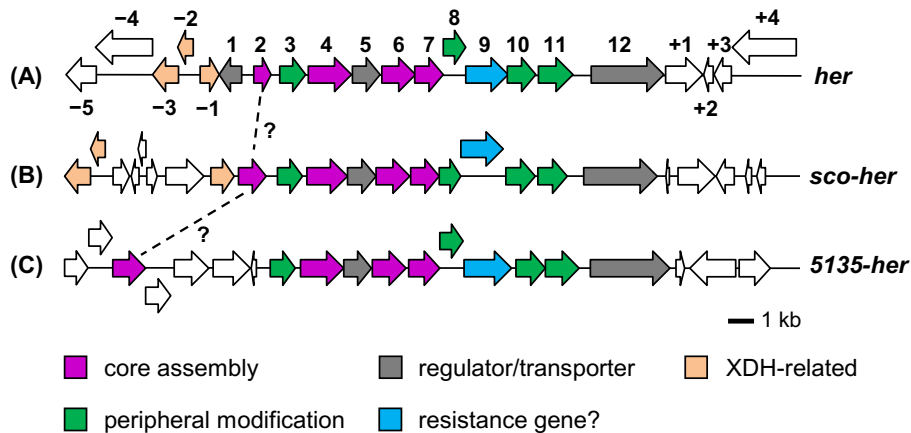 8
−4 −2 1 2 3 4 5 6 7 9 10 11 12 +1 +3 +4
(A) her
−5 −3 −1 +2
?
(B) sco-her
?
(C) 5135-her
1 kb
core assembly regulator/transporter XDH-related
peripheral modification resistance gene?